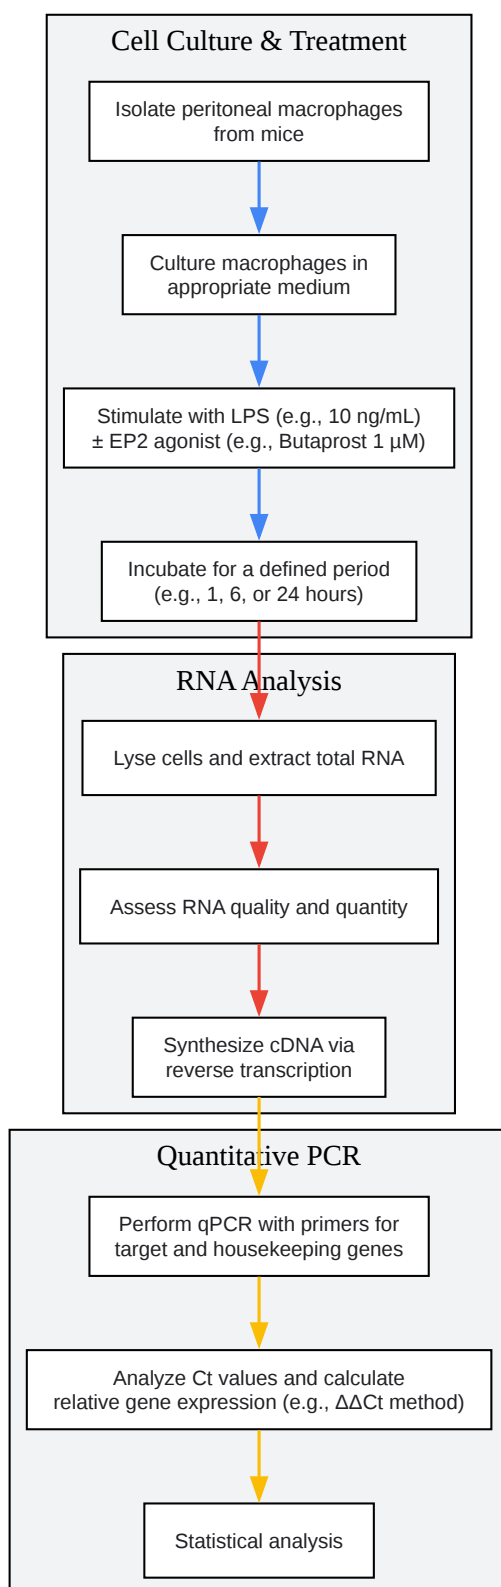 Cell Culture & Treatment
Isolate peritoneal macrophages
from mice
Culture macrophages in
appropriate medium
Stimulate with LPS (e.g., 10 ng/mL)
± EP2 agonist (e.g., Butaprost 1 µM)
Incubate for a defined period
(e.g., 1, 6, or 24 hours)
RNA Analysis
Lyse cells and extract total RNA
Assess RNA quality and quantity
Synthesize cDNA via
reverse transcription
Quantitative PCR
Perform qPCR with primers for
target and housekeeping genes
Analyze Ct values and calculate
relative gene expression (e.g., ΔΔCt method)
Statistical analysis